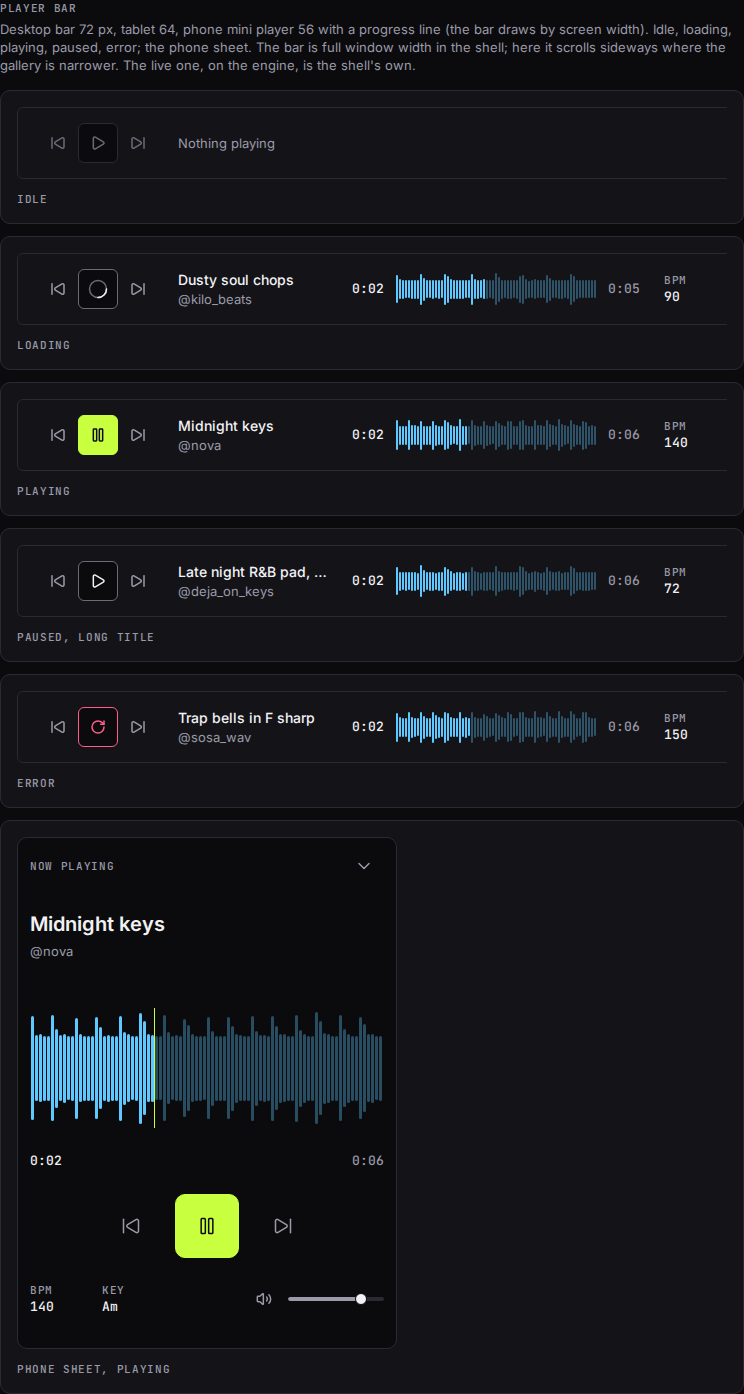 PLAYER BAR
Desktop bar 72 px, tablet 64, phone mini player 56 with a progress line (the bar draws by screen width). Idle, loading,
playing, paused, error; the phone sheet. The bar is full window width in the shell; here it scrolls sideways where the
gallery is narrower. The live one, on the engine, is the shell's own.
Nothing playing
IDLE
Dusty soul chops
@kilo_beats
0:02
0:05
BPM
90
LOADING
Midnight keys
@nova
0:02
0:06
BPM
140
PLAYING
Late night R&B pad, ...
@deja_on_keys
0:02
0:06
BPM
72
PAUSED, LONG TITLE
Trap bells in F sharp
@sosa_wav
0:02
0:06
BPM
150
ERROR
NOW PLAYING
Midnight keys
@nova
0:02
0:06
BPM
140
KEY
Am
PHONE SHEET, PLAYING